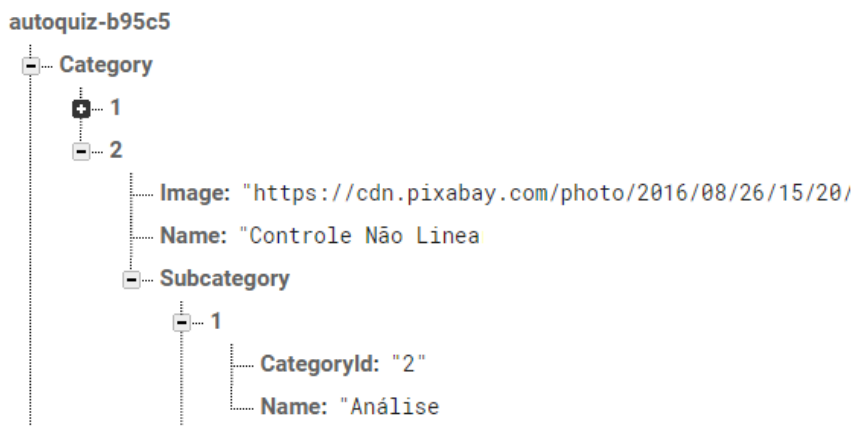 autoquiz-b95c5
Category
1
2
Image: "https://cdn.pixabay.com/photo/2016/08/26/15/20/
Name: "Controle Não Linea
Subcategory
1
CategoryId: "2"
Name: "Análise